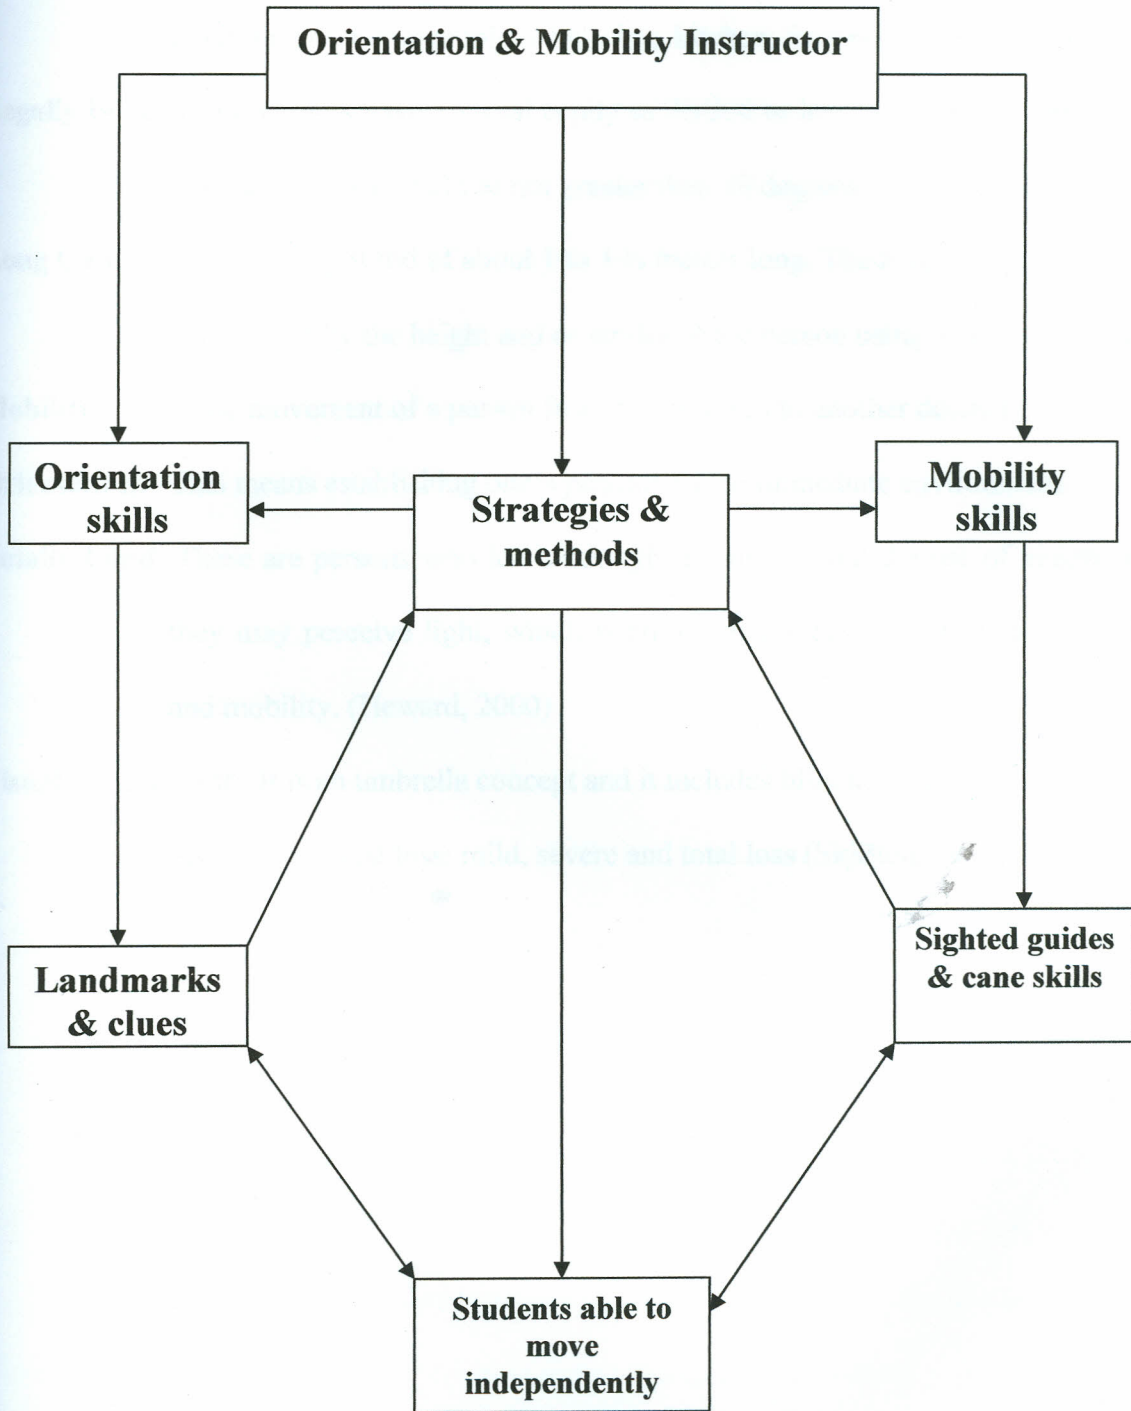 Orientation & Mobility Instructor
Orientation
skills
Strategies &
methods
Mobility
skills
Landmarks
& clues
Sighted guides
& cane skills
Students able to
move
independently